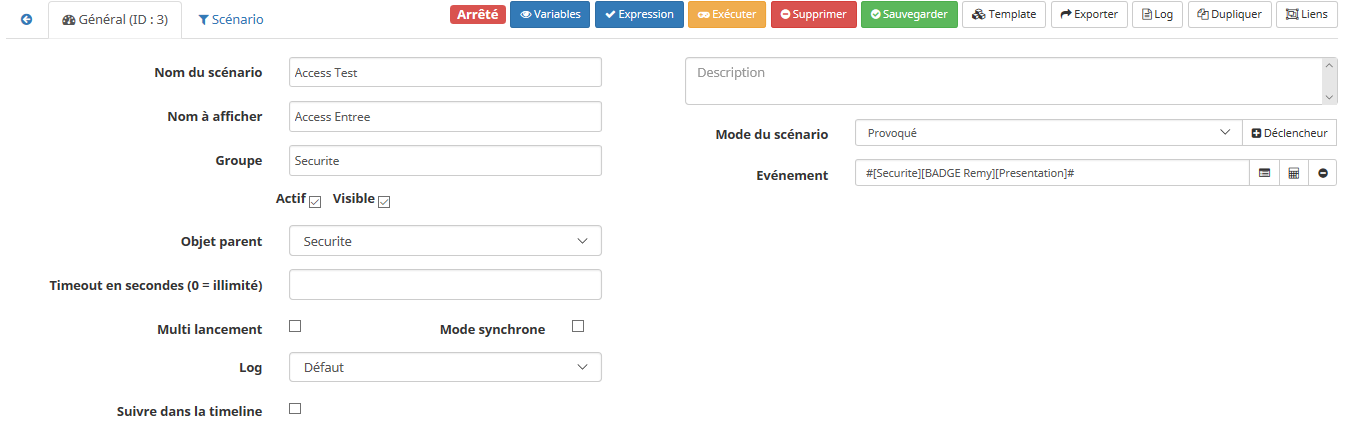 Général (ID : 3) Scénario Arrêté Variables Expression Exécuter Supprimer Sauvegarder Template Exporter Log Dupliquer Liens
Nom du scénario Access Test
Description
Nom à afficher Access Entree
Mode du scénario Provoqué Déclencheur
Groupe Securite
Evénement #[Securite][BADGE Remy][Presentation]#
Actif Visible
Objet parent Securite
Timeout en secondes (0 = illimité)
Multi lancement Mode synchrone
Log Défaut
Suivre dans la timeline